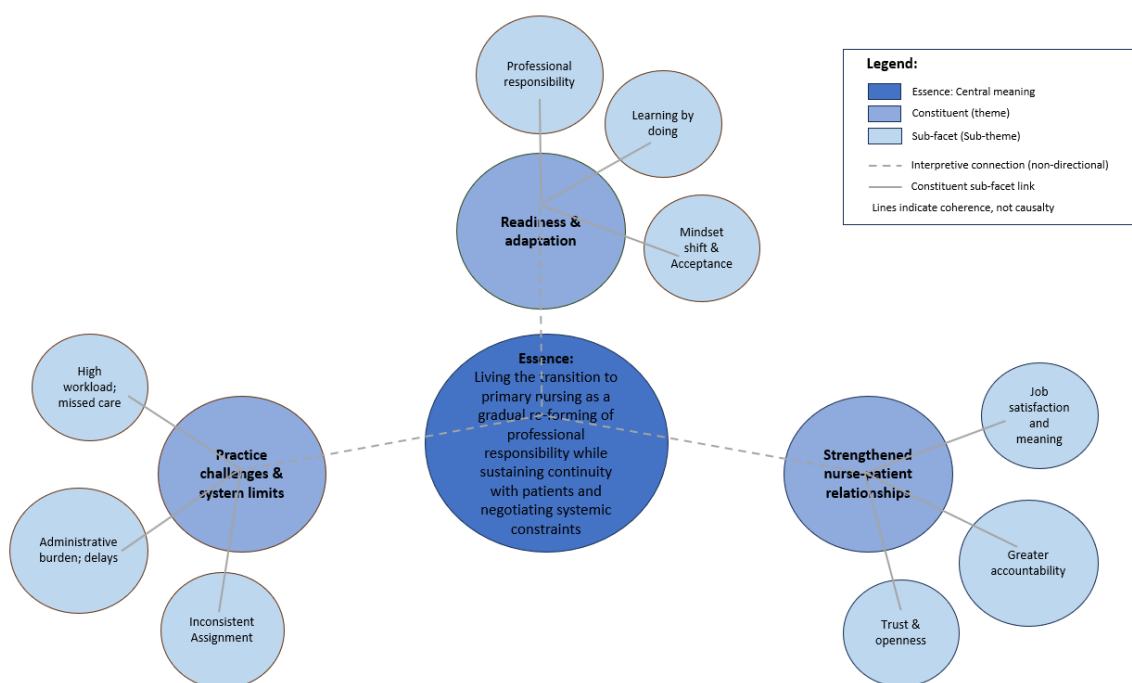 Professional
responsibility
Learning by
doing
Readiness &
adaptation
Mindset
shift &
Acceptance
Legend:
Essence: Central meaning
Constituent (theme)
Sub-facet (Sub-theme)
Interpretive connection (non-directional)
Constituent sub-facet link
Lines indicate coherence, not causalty
Essence:
Living the transition to
primary nursing as a
gradual re-forming of
professional
responsibility while
sustaining continuity
with patients and
negotiating systemic
constraints
High
workload;
missed care
Practice
challenges &
system limits
Administrative
burden; delays
Inconsistent
Assignment
Job
satisfaction
and
meaning
Strengthened
nurse-patient
relationships
Greater
accountability
Trust &
openness